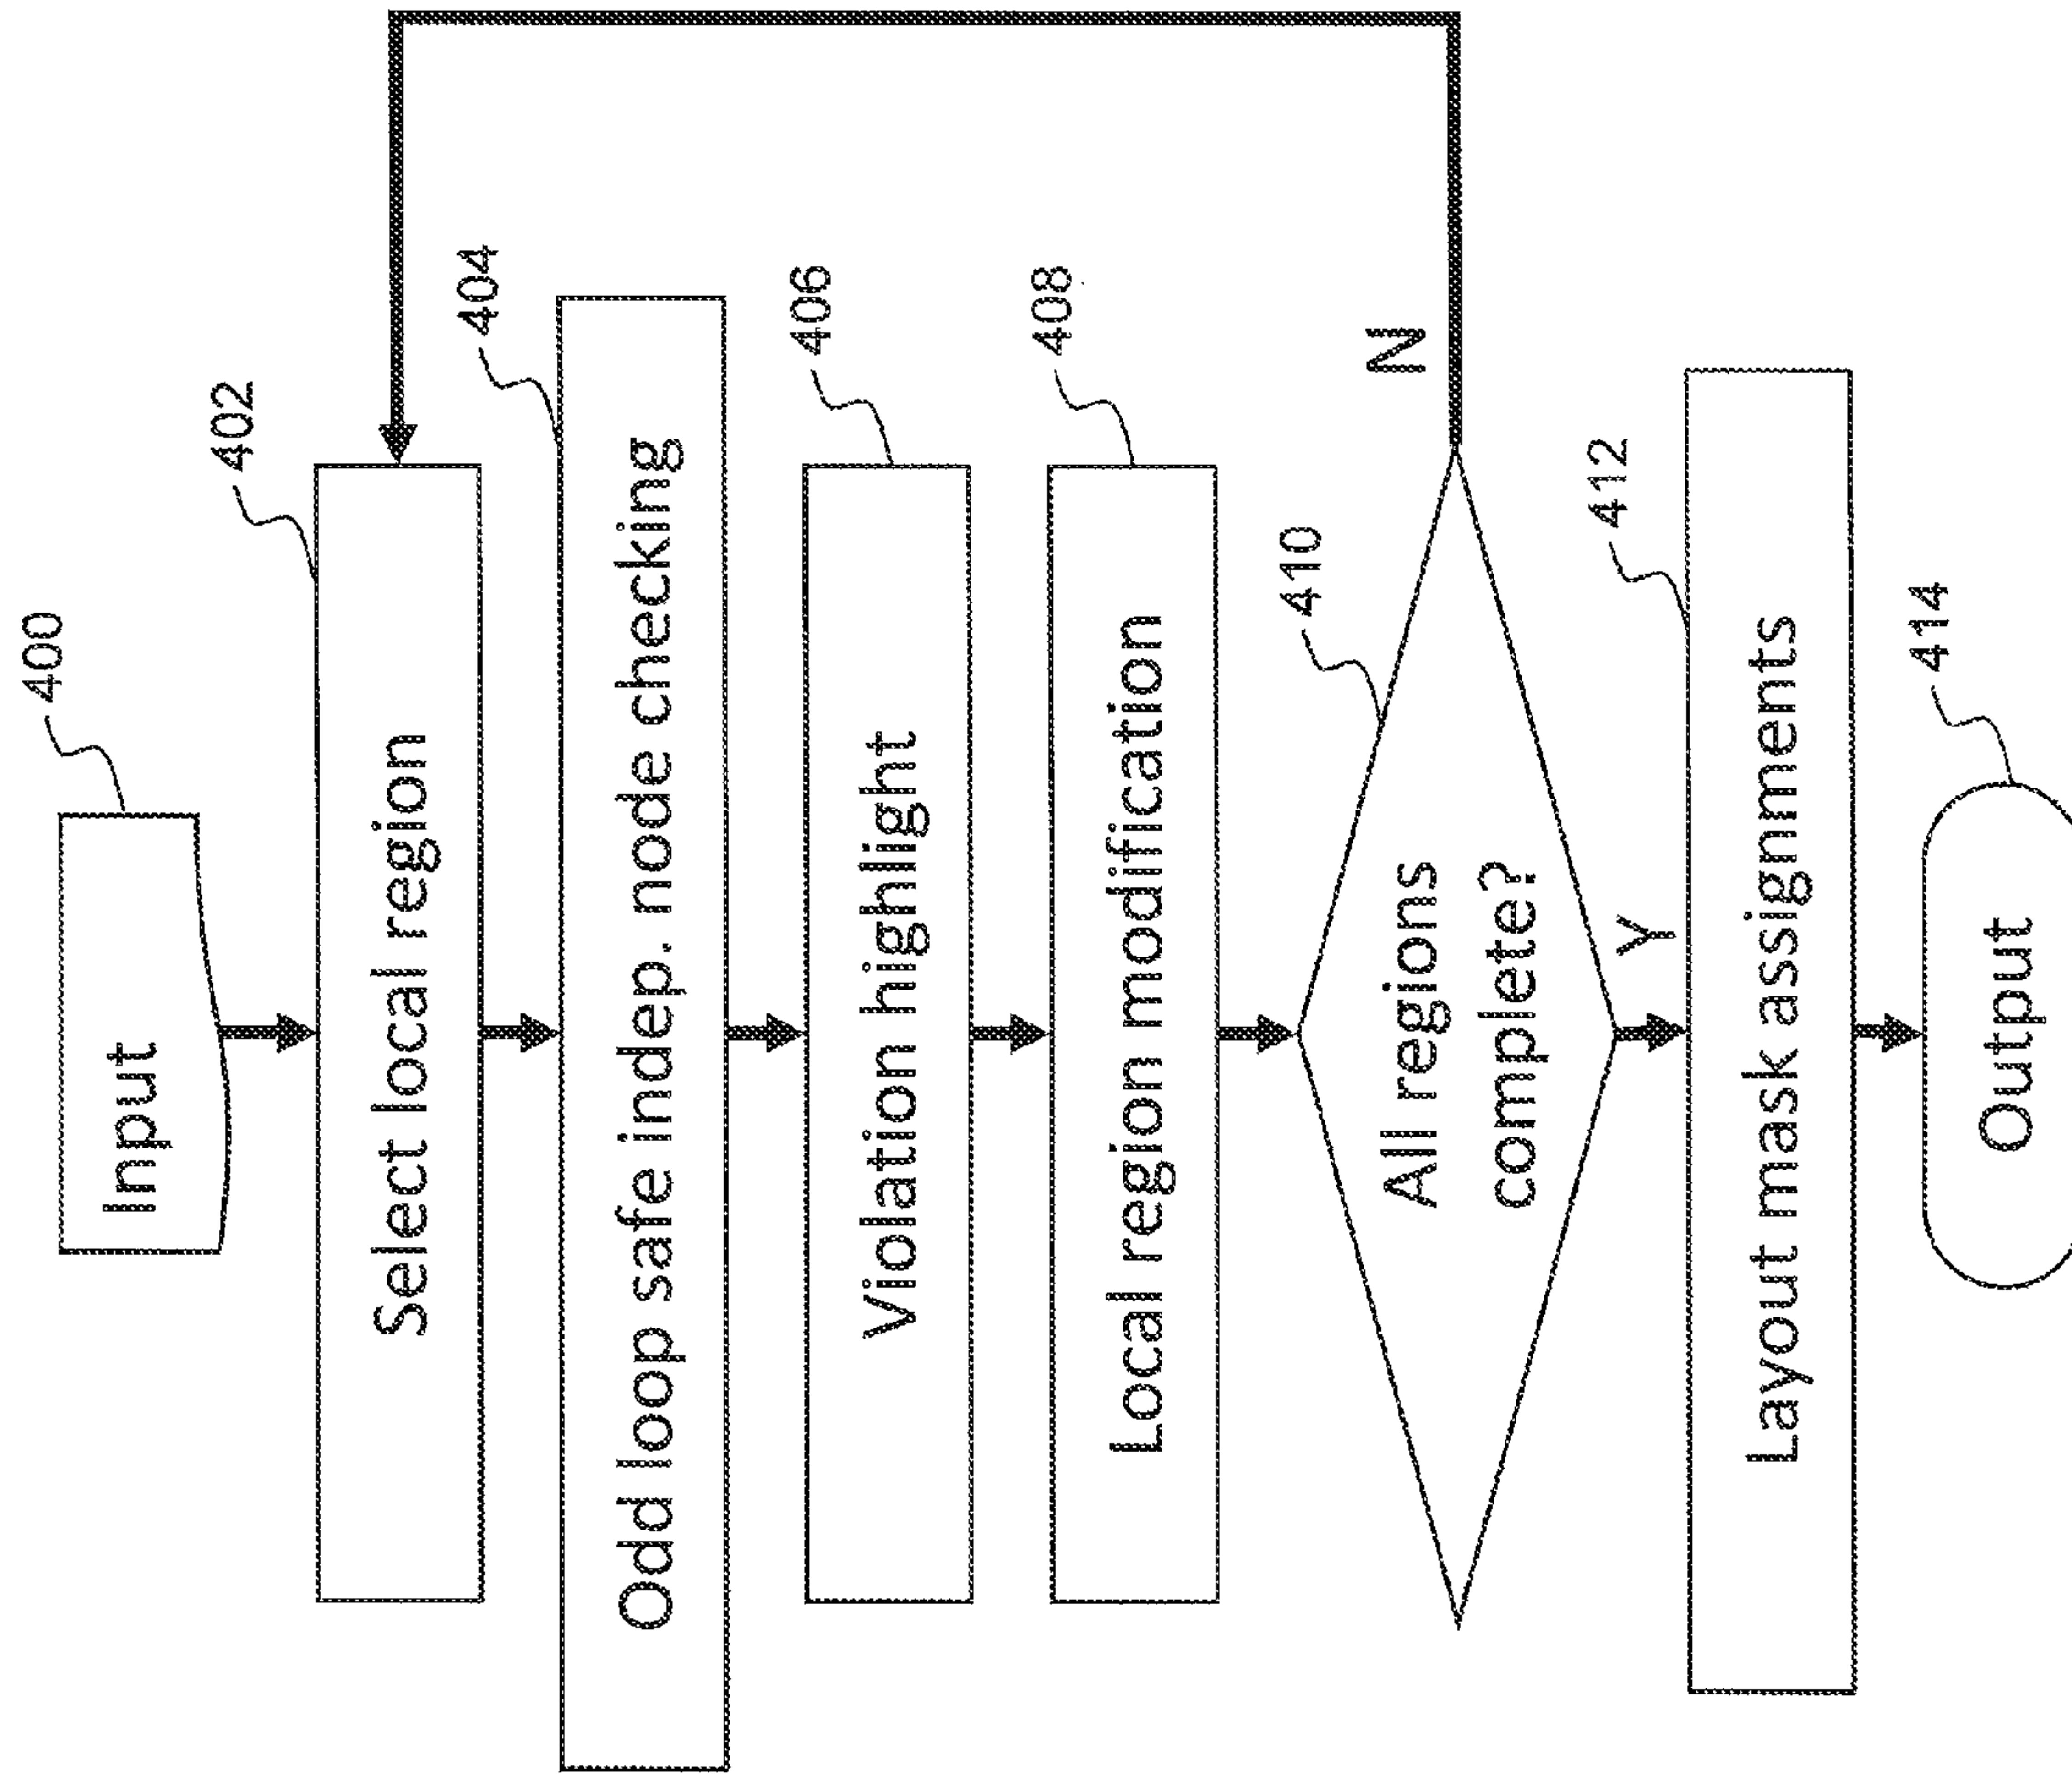 Input
400
Select local region
402
Odd loop safe indep. node checking
404
Violation highlight
406
Local region modification
408
All regions
complete?
410
N
Y
Layout mask assignments
412
Output
414